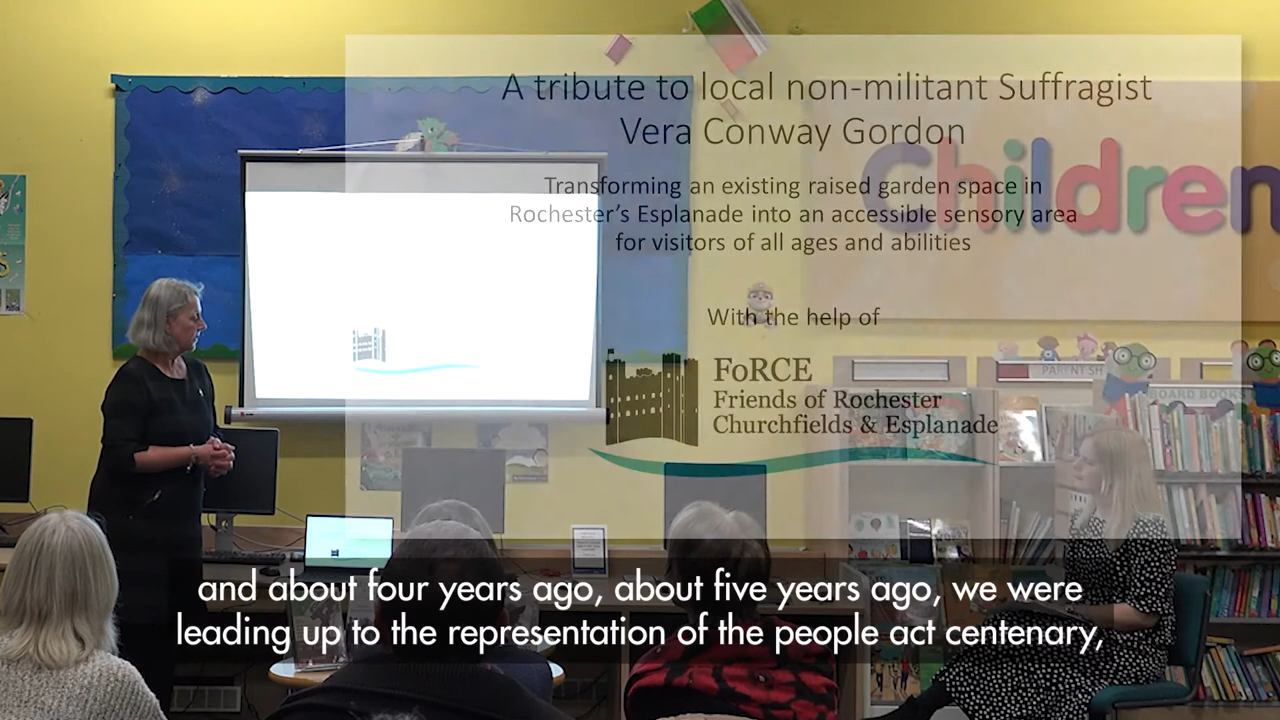 A tribute to local non-militant Suffragist
Vera Conway Gordon
Children
Transforming an existing raised garden space in
Rochester’s Esplanade into an accessible sensory area
for visitors of all ages and abilities
With the help of
FoRCE
Friends of Rochester
Churchfields & Esplanade
PARENT SH
BOARD BOOKS
and about four years ago, about five years ago, we were
leading up to the representation of the people act centenary,